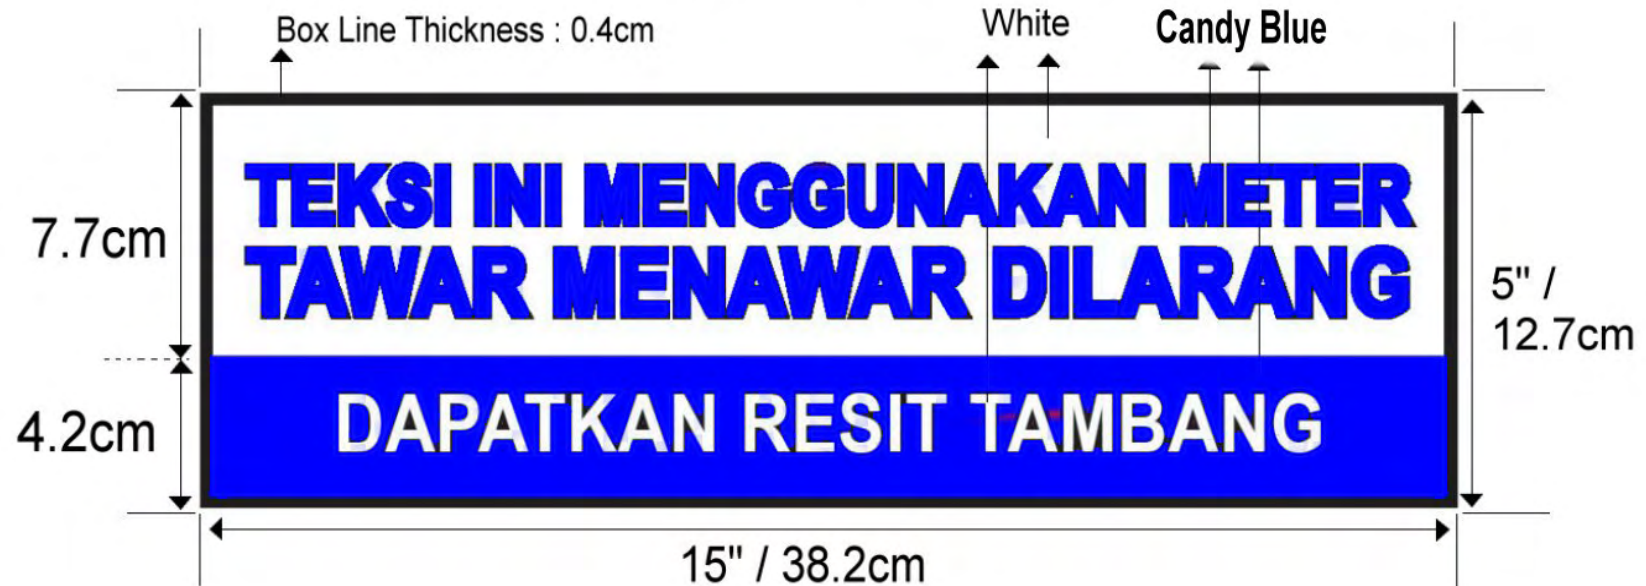 Box Line Thickness : 0.4cm
White
Candy Blue
TEKSI INI MENGGUNAKAN METER
TAWAR MENAWAR DILARANG
7.7cm
5" /
12.7cm
DAPATKAN RESIT TAMBANG
4.2cm
15" / 38.2cm